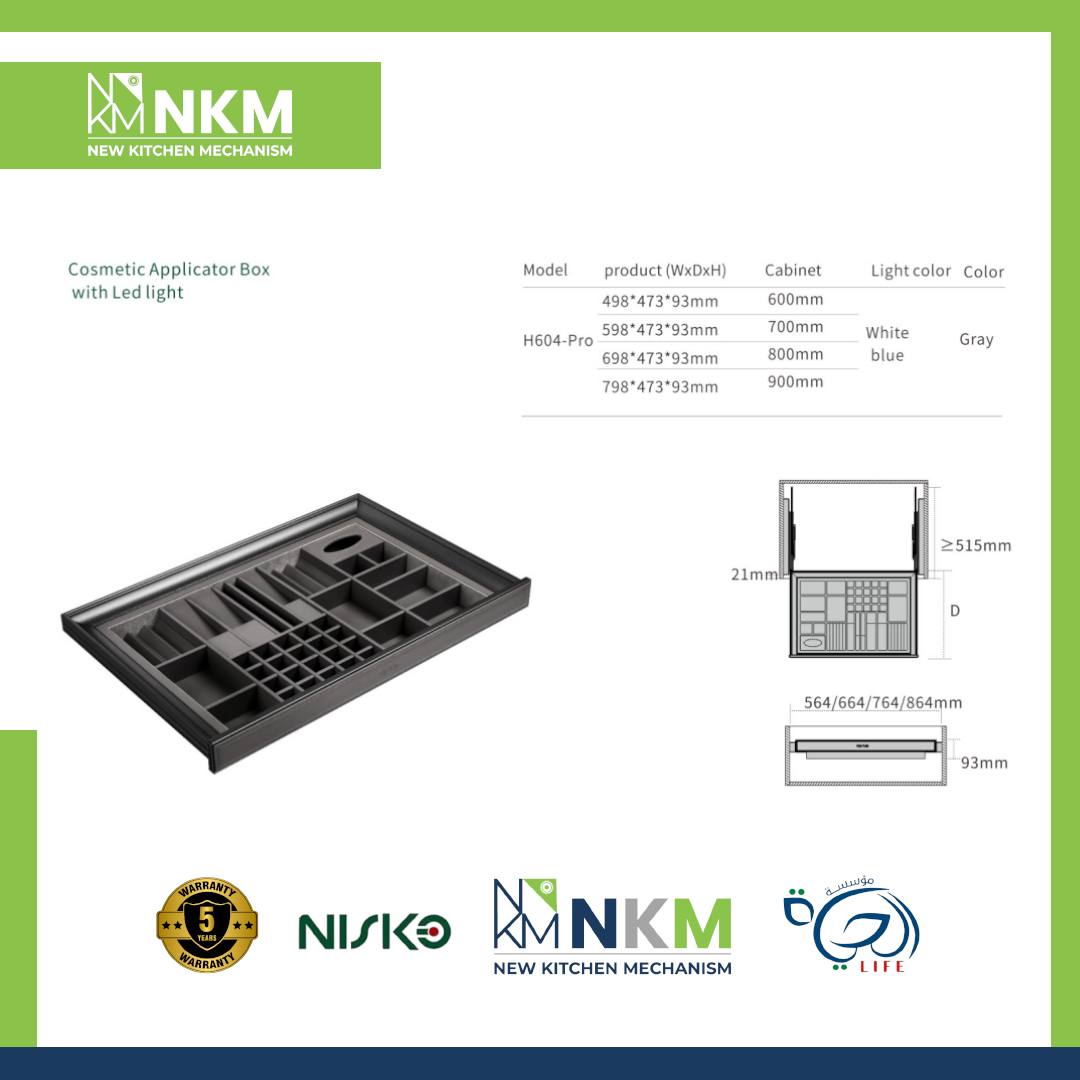 NKM
NEW KITCHEN MECHANISM
Cosmetic Applicator Box
with Led light
Model product (WxDxH) Cabinet Light color Color
498*473*93mm 600mm
598*473*93mm 700mm
H604-Pro White blue Gray
698*473*93mm 800mm
798*473*93mm 900mm
≥515mm
21mm
D
564/664/764/864mm
93mm
WARRANTY
5
YEARS
WARRANTY
NISKO
NKM
NEW KITCHEN MECHANISM
مؤسسة
LIFE